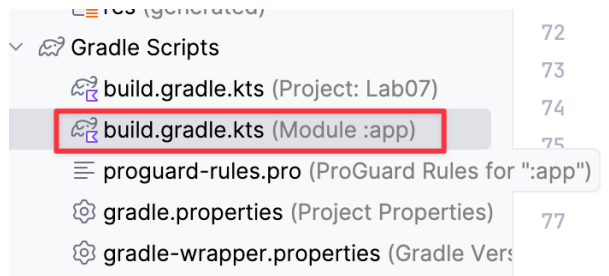 res (generated)
Gradle Scripts
build.gradle.kts (Project: Lab07)
build.gradle.kts (Module :app)
proguard-rules.pro (ProGuard Rules for ":app")
gradle.properties (Project Properties)
gradle-wrapper.properties (Gradle Vers
72
73
74
75
77